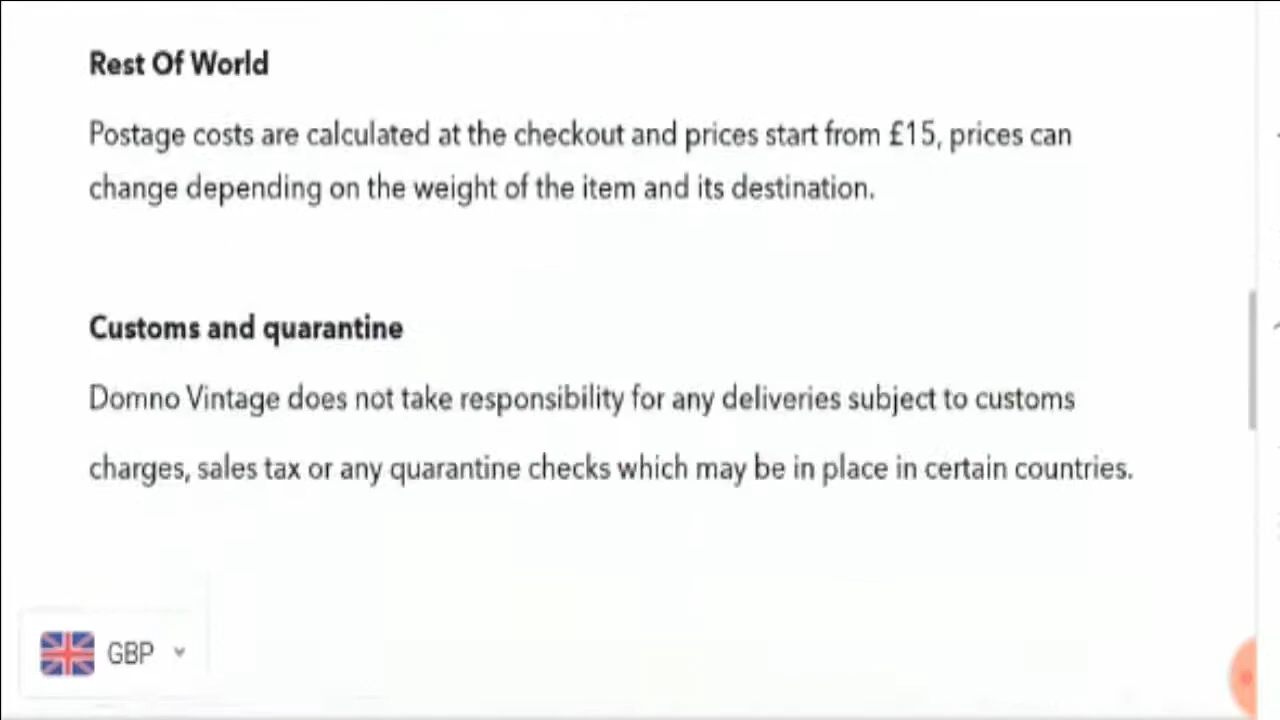 Rest Of World
Postage costs are calculated at the checkout and prices start from £15, prices can
change depending on the weight of the item and its destination.
Customs and quarantine
Domno Vintage does not take responsibility for any deliveries subject to customs
charges, sales tax or any quarantine checks which may be in place in certain countries.
GBP